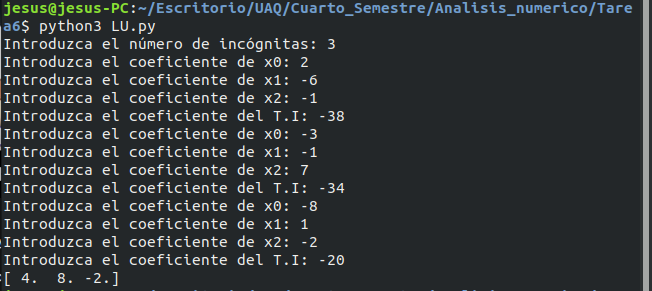 jesus@jesus-PC:~/Escritorio/UAQ/Cuarto_Semestre/Analisis_numerico/Tare
a6$ python3 LU.py
Introduzca el número de incógnitas: 3
Introduzca el coeficiente de x0: 2
Introduzca el coeficiente de x1: -6
Introduzca el coeficiente de x2: -1
Introduzca el coeficiente del T.I: -38
Introduzca el coeficiente de x0: -3
Introduzca el coeficiente de x1: -1
Introduzca el coeficiente de x2: 7
Introduzca el coeficiente del T.I: -34
Introduzca el coeficiente de x0: -8
Introduzca el coeficiente de x1: 1
Introduzca el coeficiente de x2: -2
Introduzca el coeficiente del T.I: -20
[ 4.  8. -2.]